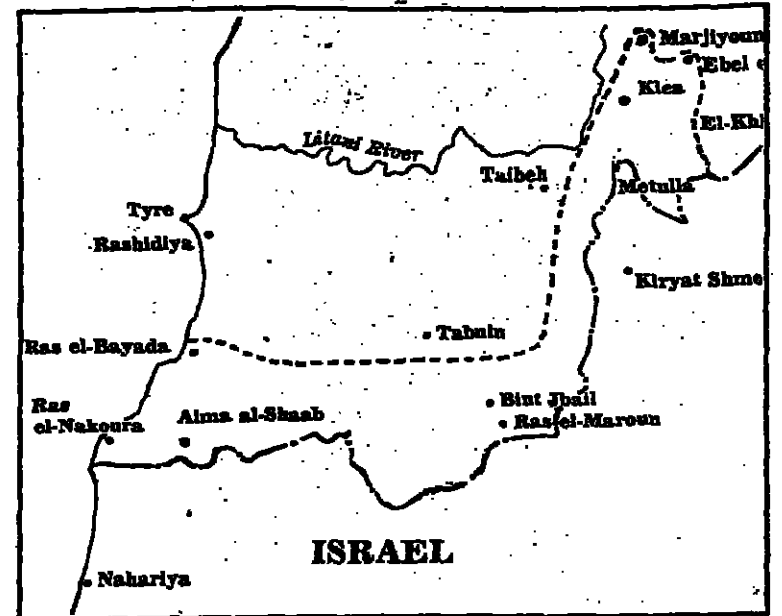 Marjiyoun
Ebel e
Klea
El-Khi
Litani River
Taibeh
Metulla
Tyre
Rashidiya
Kiryat Shme
Ras el-Bayada
Tabnin
Ras
el-Nakoura
Alma al-Shaab
Bint Jbail
Ras-el-Maroun
ISRAEL
Nahariya